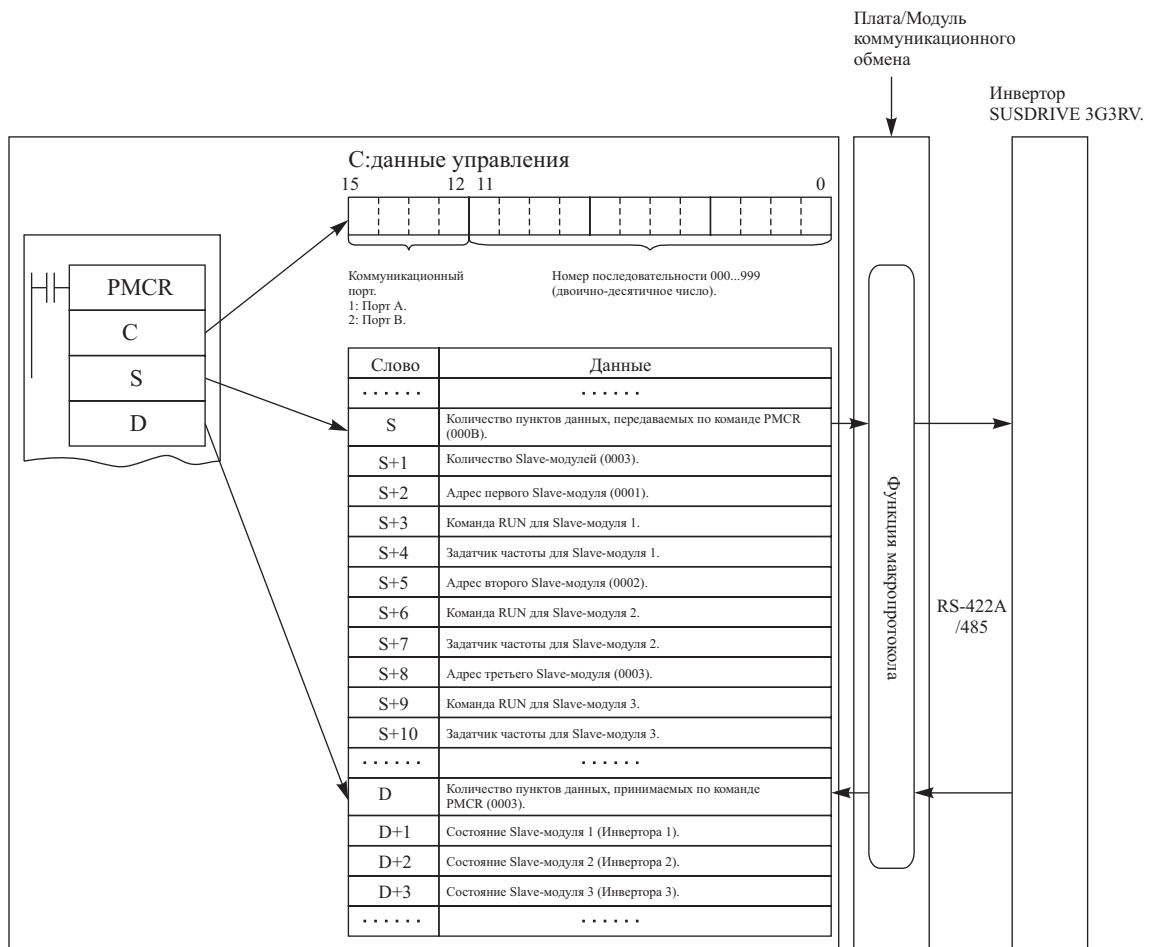 Плата/Модуль
коммуникационного
обмена
Инвертор
SUSDRIVE 3G3RV.
С:данные управления
15 12 11 0
Коммуникационный
порт.
1: Порт А.
2: Порт В.
Номер последовательности 000...999
(двоично-десятичное число).
PMCR
C
S
D
Слово Данные
...... ......
S Количество пунктов данных, передаваемых по команде PMCR
(000B).
S+1 Количество Slave-модулей (0003).
S+2 Адрес первого Slave-модуля (0001).
S+3 Команда RUN для Slave-модуля 1.
S+4 Задатчик частоты для Slave-модуля 1.
S+5 Адрес второго Slave-модуля (0002).
S+6 Команда RUN для Slave-модуля 2.
S+7 Задатчик частоты для Slave-модуля 2.
S+8 Адрес третьего Slave-модуля (0003).
S+9 Команда RUN для Slave-модуля 3.
S+10 Задатчик частоты для Slave-модуля 3.
...... ......
D Количество пунктов данных, принимаемых по команде
PMCR (0003).
D+1 Состояние Slave-модуля 1 (Инвертора 1).
D+2 Состояние Slave-модуля 2 (Инвертора 2).
D+3 Состояние Slave-модуля 3 (Инвертора 3).
...... ......
Функция макропротокола
RS-422A
/485